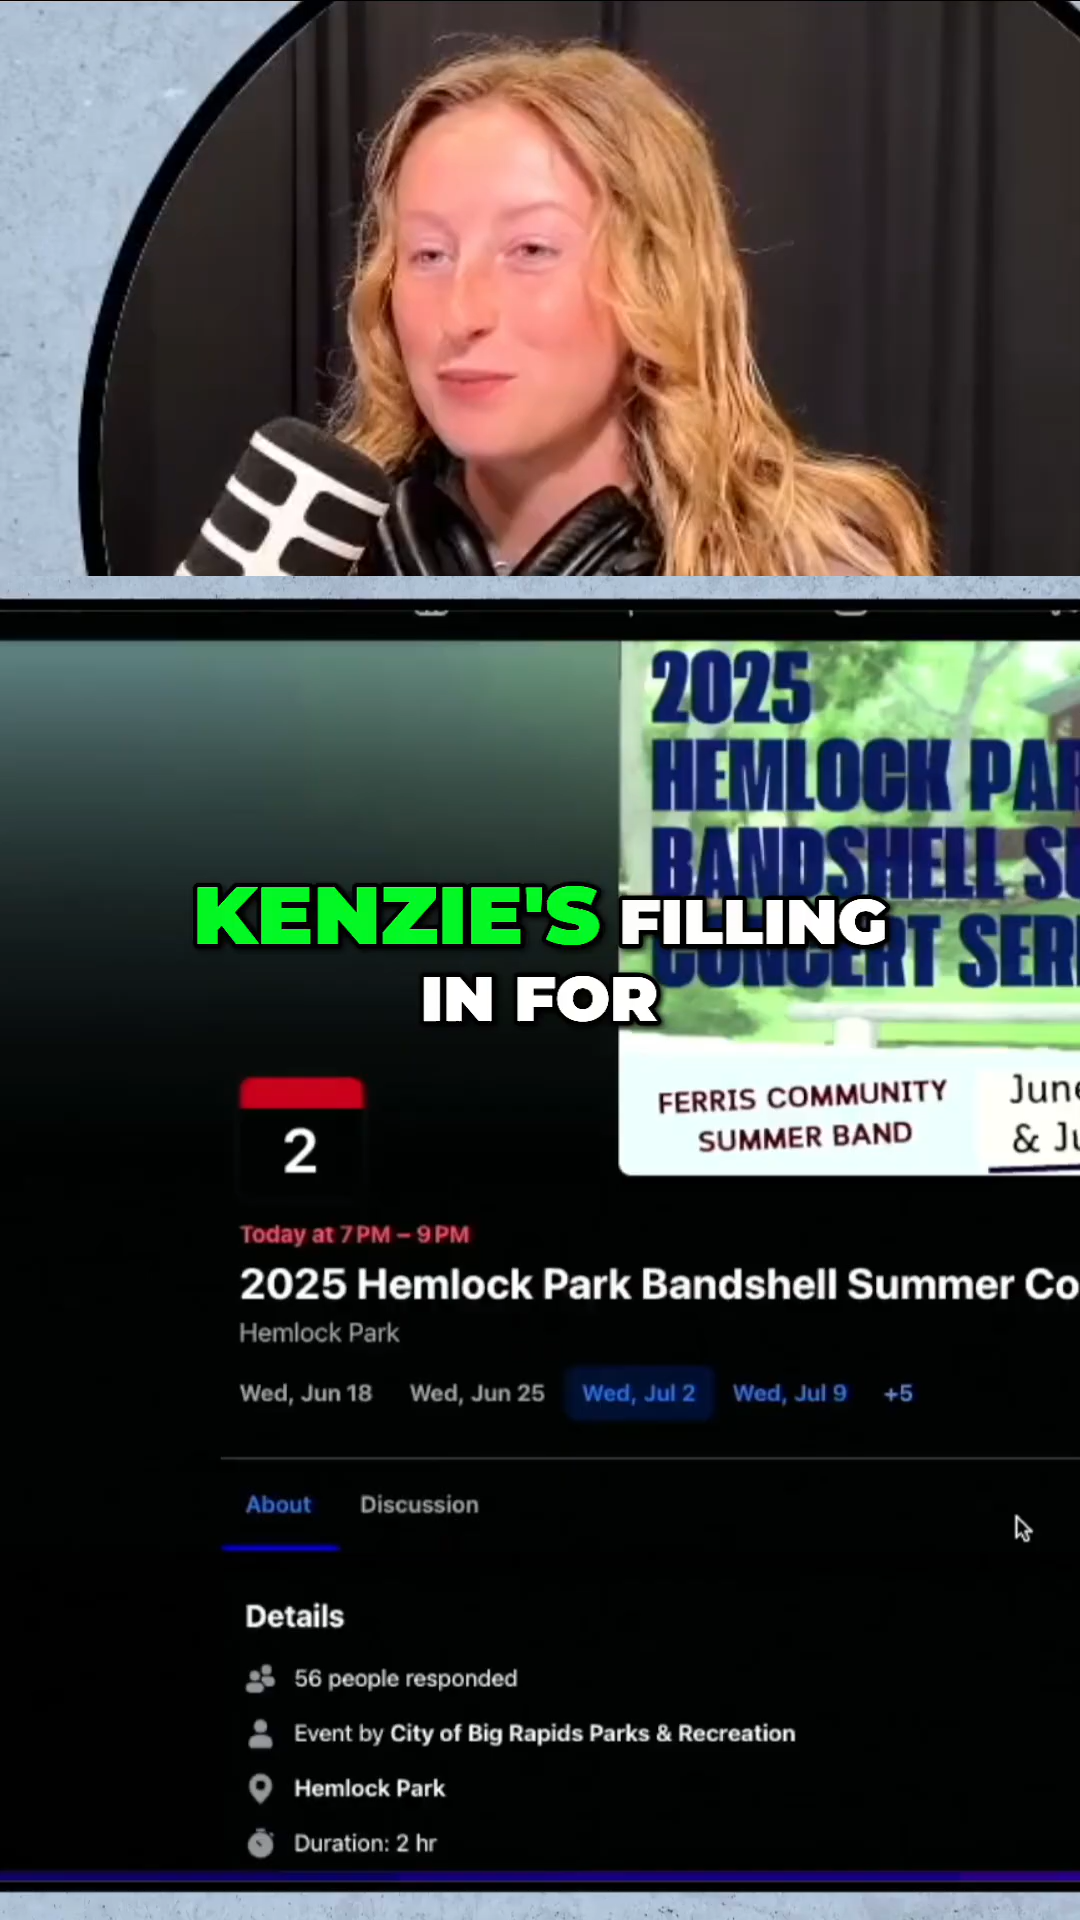 2025
HEMLOCK PAR
BANDSHELL SU
CONCERT SERI
KENZIE'S FILLING
IN FOR
FERRIS COMMUNITY
SUMMER BAND
June
& Ju
2
Today at 7 PM – 9 PM
2025 Hemlock Park Bandshell Summer Co
Hemlock Park
Wed, Jun 18 Wed, Jun 25 Wed, Jul 2 Wed, Jul 9 +5
About Discussion
Details
56 people responded
Event by City of Big Rapids Parks & Recreation
Hemlock Park
Duration: 2 hr